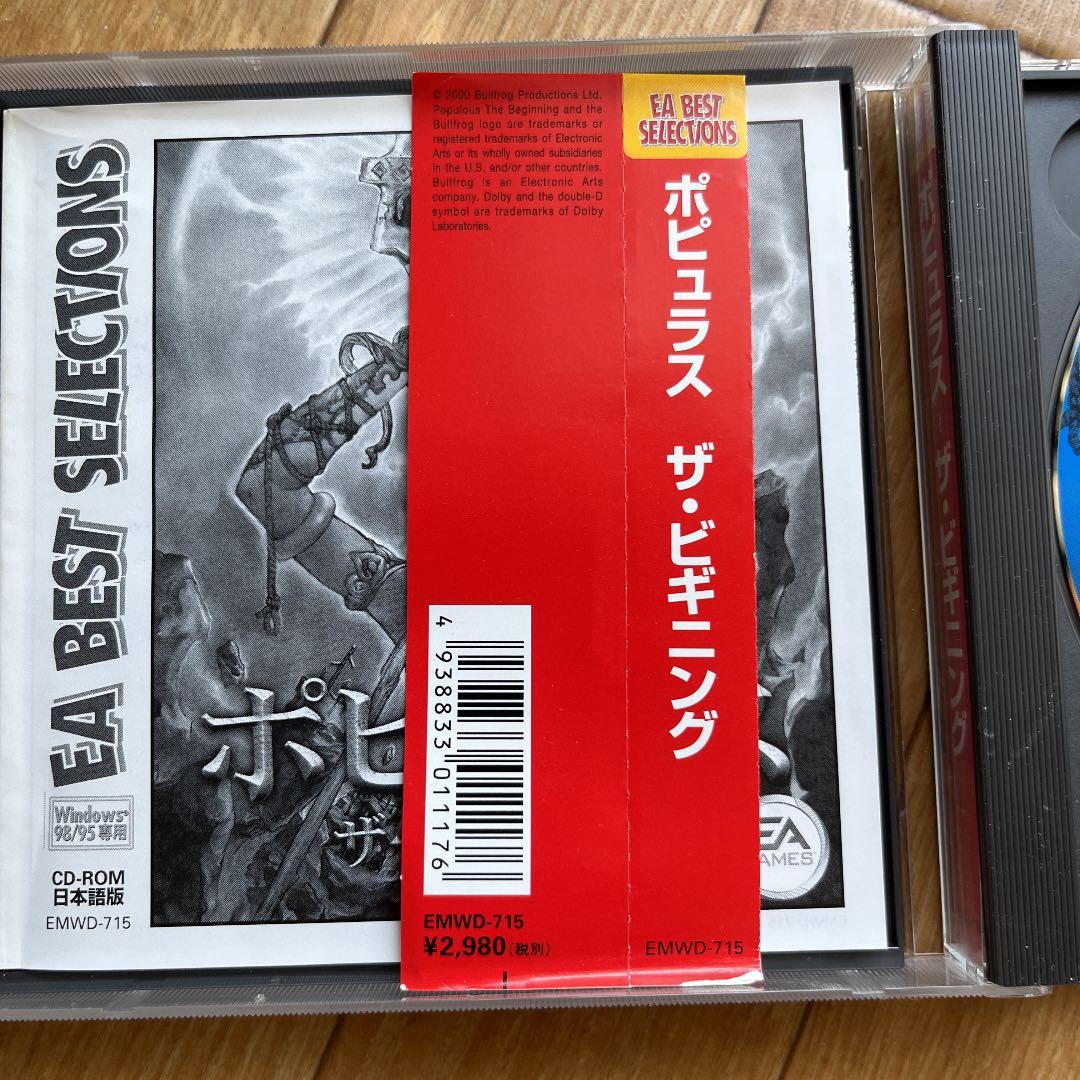 EA BEST SELECTIONS
Windows®
98/95 専用
CD-ROM
日本語版
EMWD-715
ポピ
ザ・
EA
GAMES
© 2000 Bullfrog Productions Ltd.
Populous The Beginning and the
Bullfrog logo are trademarks or
registered trademarks of Electronic
Arts or its wholly owned subsidiaries
in the U.S. and/or other countries.
Bullfrog is an Electronic Arts
company. Dolby and the double-D
symbol are trademarks of Dolby
Laboratories.
4 938833 011176
EMWD-715
¥2,980(税別)
EA BEST
SELECTIONS
ポピュラス ザ・ビギニング
EMWD-715
ポピュラス ザ・ビギニング